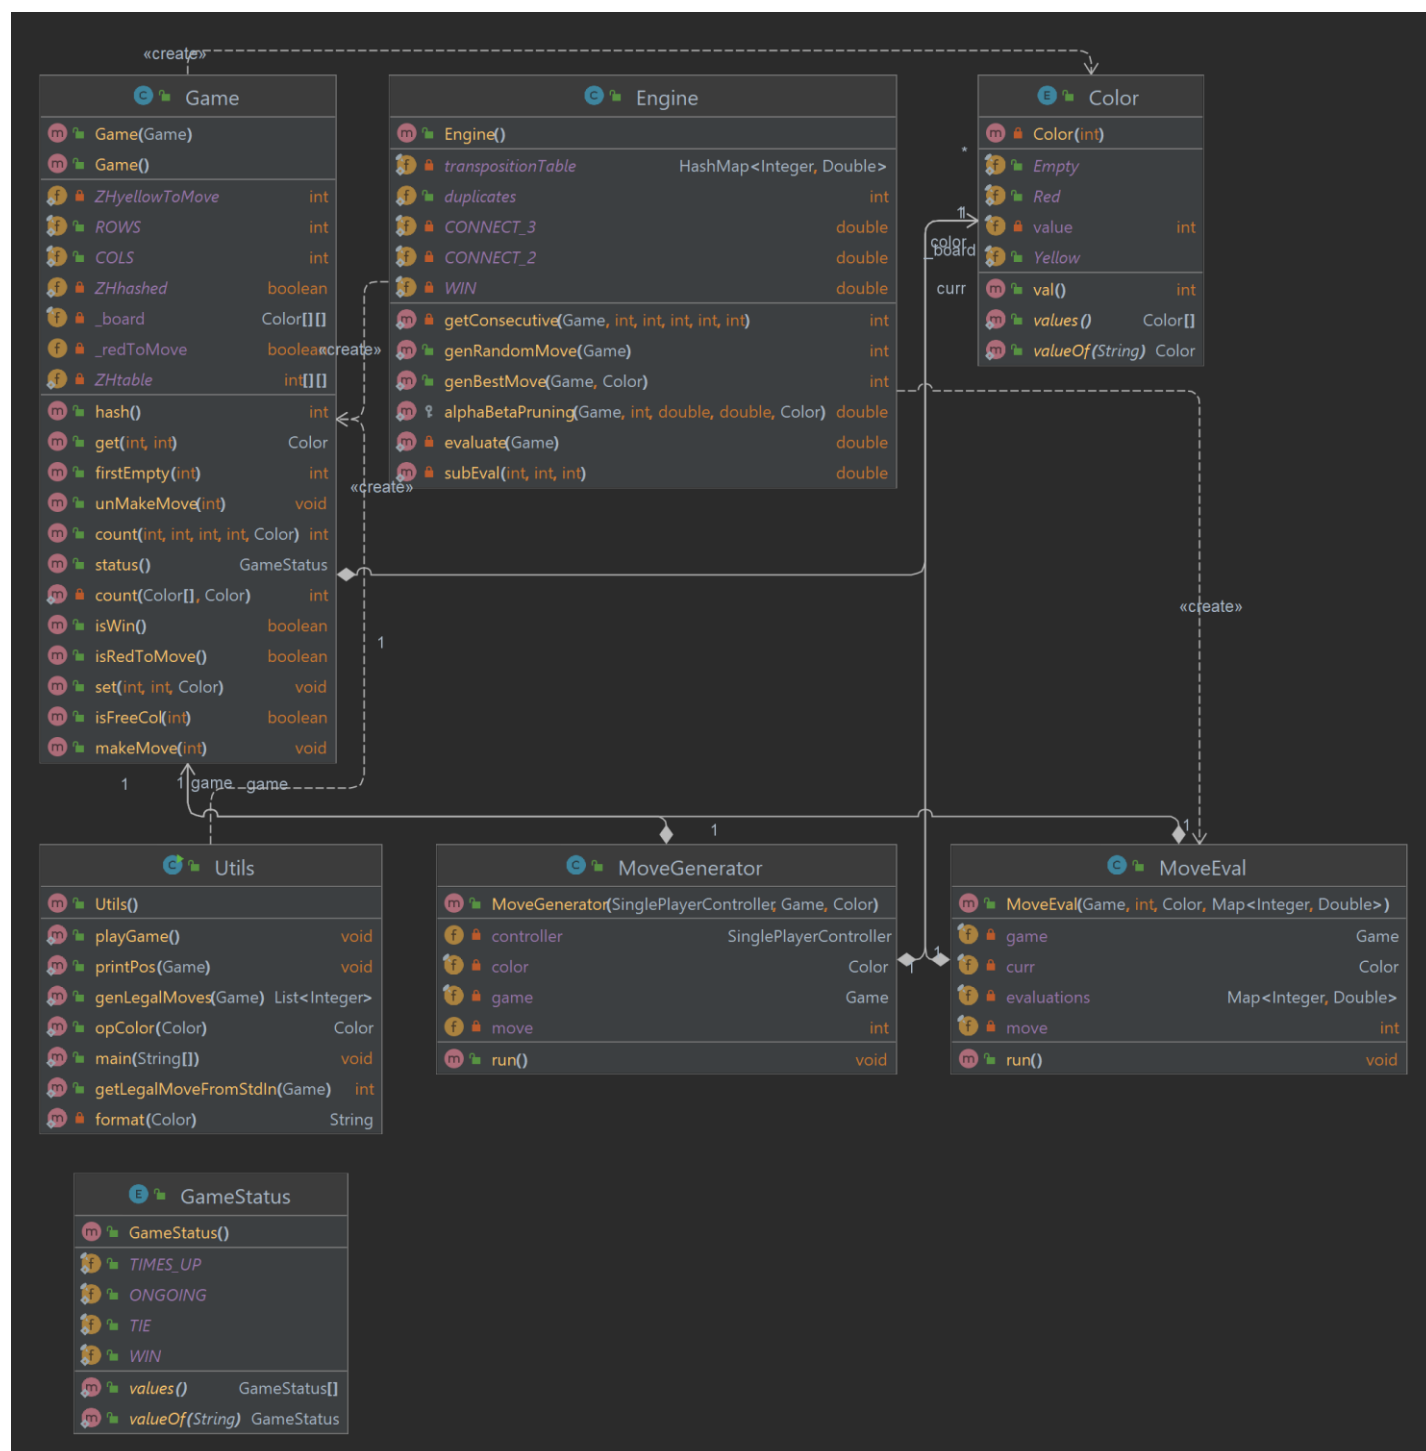 «create»
Game
Game(Game)
Game()
ZHyellowToMove int
ROWS int
COLS int
ZHhashed boolean
_board Color[][]
_redToMove boolean
ZHtable int[][]
hash() int
get(int, int) Color
firstEmpty(int) int
unMakeMove(int) void
count(int, int, int, int, Color) int
status() GameStatus
count(Color[], Color) int
isWin() boolean
isRedToMove() boolean
set(int, int, Color) void
isFreeCol(int) boolean
makeMove(int) void
Engine
Engine()
transpositionTable HashMap<Integer, Double>
duplicates int
CONNECT_3 double
CONNECT_2 double
WIN double
getConsecutive(Game, int, int, int, int, int) int
genRandomMove(Game) int
genBestMove(Game, Color) int
alphaBetaPruning(Game, int, double, double, Color) double
evaluate(Game) double
subEval(int, int, int) double
Color
Color(int)
Empty
Red
value int
Yellow
val() int
values() Color[]
valueOf(String) Color
*
1
color
_board
curr
«create»
«create»
1
«create»
1
1
game
game
1
1
Utils
Utils()
playGame() void
printPos(Game) void
genLegalMoves(Game) List<Integer>
opColor(Color) Color
main(String[]) void
getLegalMoveFromStdIn(Game) int
format(Color) String
MoveGenerator
MoveGenerator(SinglePlayerController, Game, Color)
controller SinglePlayerController
color Color
game Game
move int
run() void
1
1
MoveEval
MoveEval(Game, int, Color, Map<Integer, Double>)
game Game
curr Color
evaluations Map<Integer, Double>
move int
run() void
GameStatus
GameStatus()
TIMES_UP
ONGOING
TIE
WIN
values() GameStatus[]
valueOf(String) GameStatus